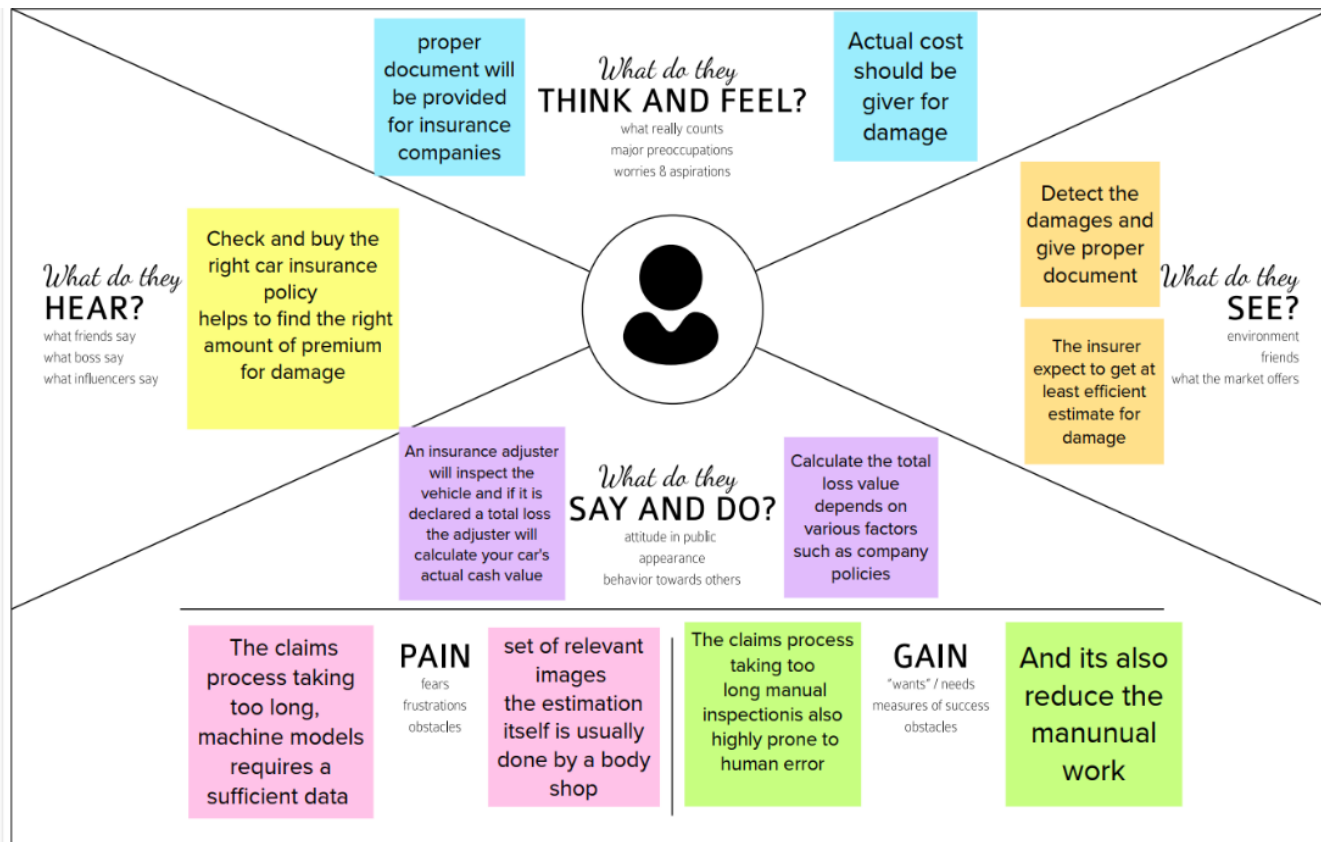 proper
document will
be provided
for insurance
companies
What do they
THINK AND FEEL?
what really counts
major preoccupations
worries & aspirations
Actual cost
should be
giver for
damage
What do they
HEAR?
what friends say
what boss say
what influencers say
Check and buy the
right car insurance
policy
helps to find the right
amount of premium
for damage
Detect the
damages and
give proper
document
The insurer
expect to get at
least efficient
estimate for
damage
What do they
SEE?
environment
friends
what the market offers
An insurance adjuster
will inspect the
vehicle and if it is
declared a total loss
the adjuster will
calculate your car's
actual cash value
What do they
SAY AND DO?
attitude in public
appearance
behavior towards others
Calculate the total
loss value
depends on
various factors
such as company
policies
The claims
process taking
too long,
machine models
requires a
sufficient data
PAIN
fears
frustrations
obstacles
set of relevant
images
the estimation
itself is usually
done by a body
shop
The claims process
taking too
long manual
inspectionis also
highly prone to
human error
GAIN
"wants" / needs
measures of success
obstacles
And its also
reduce the
manunual
work